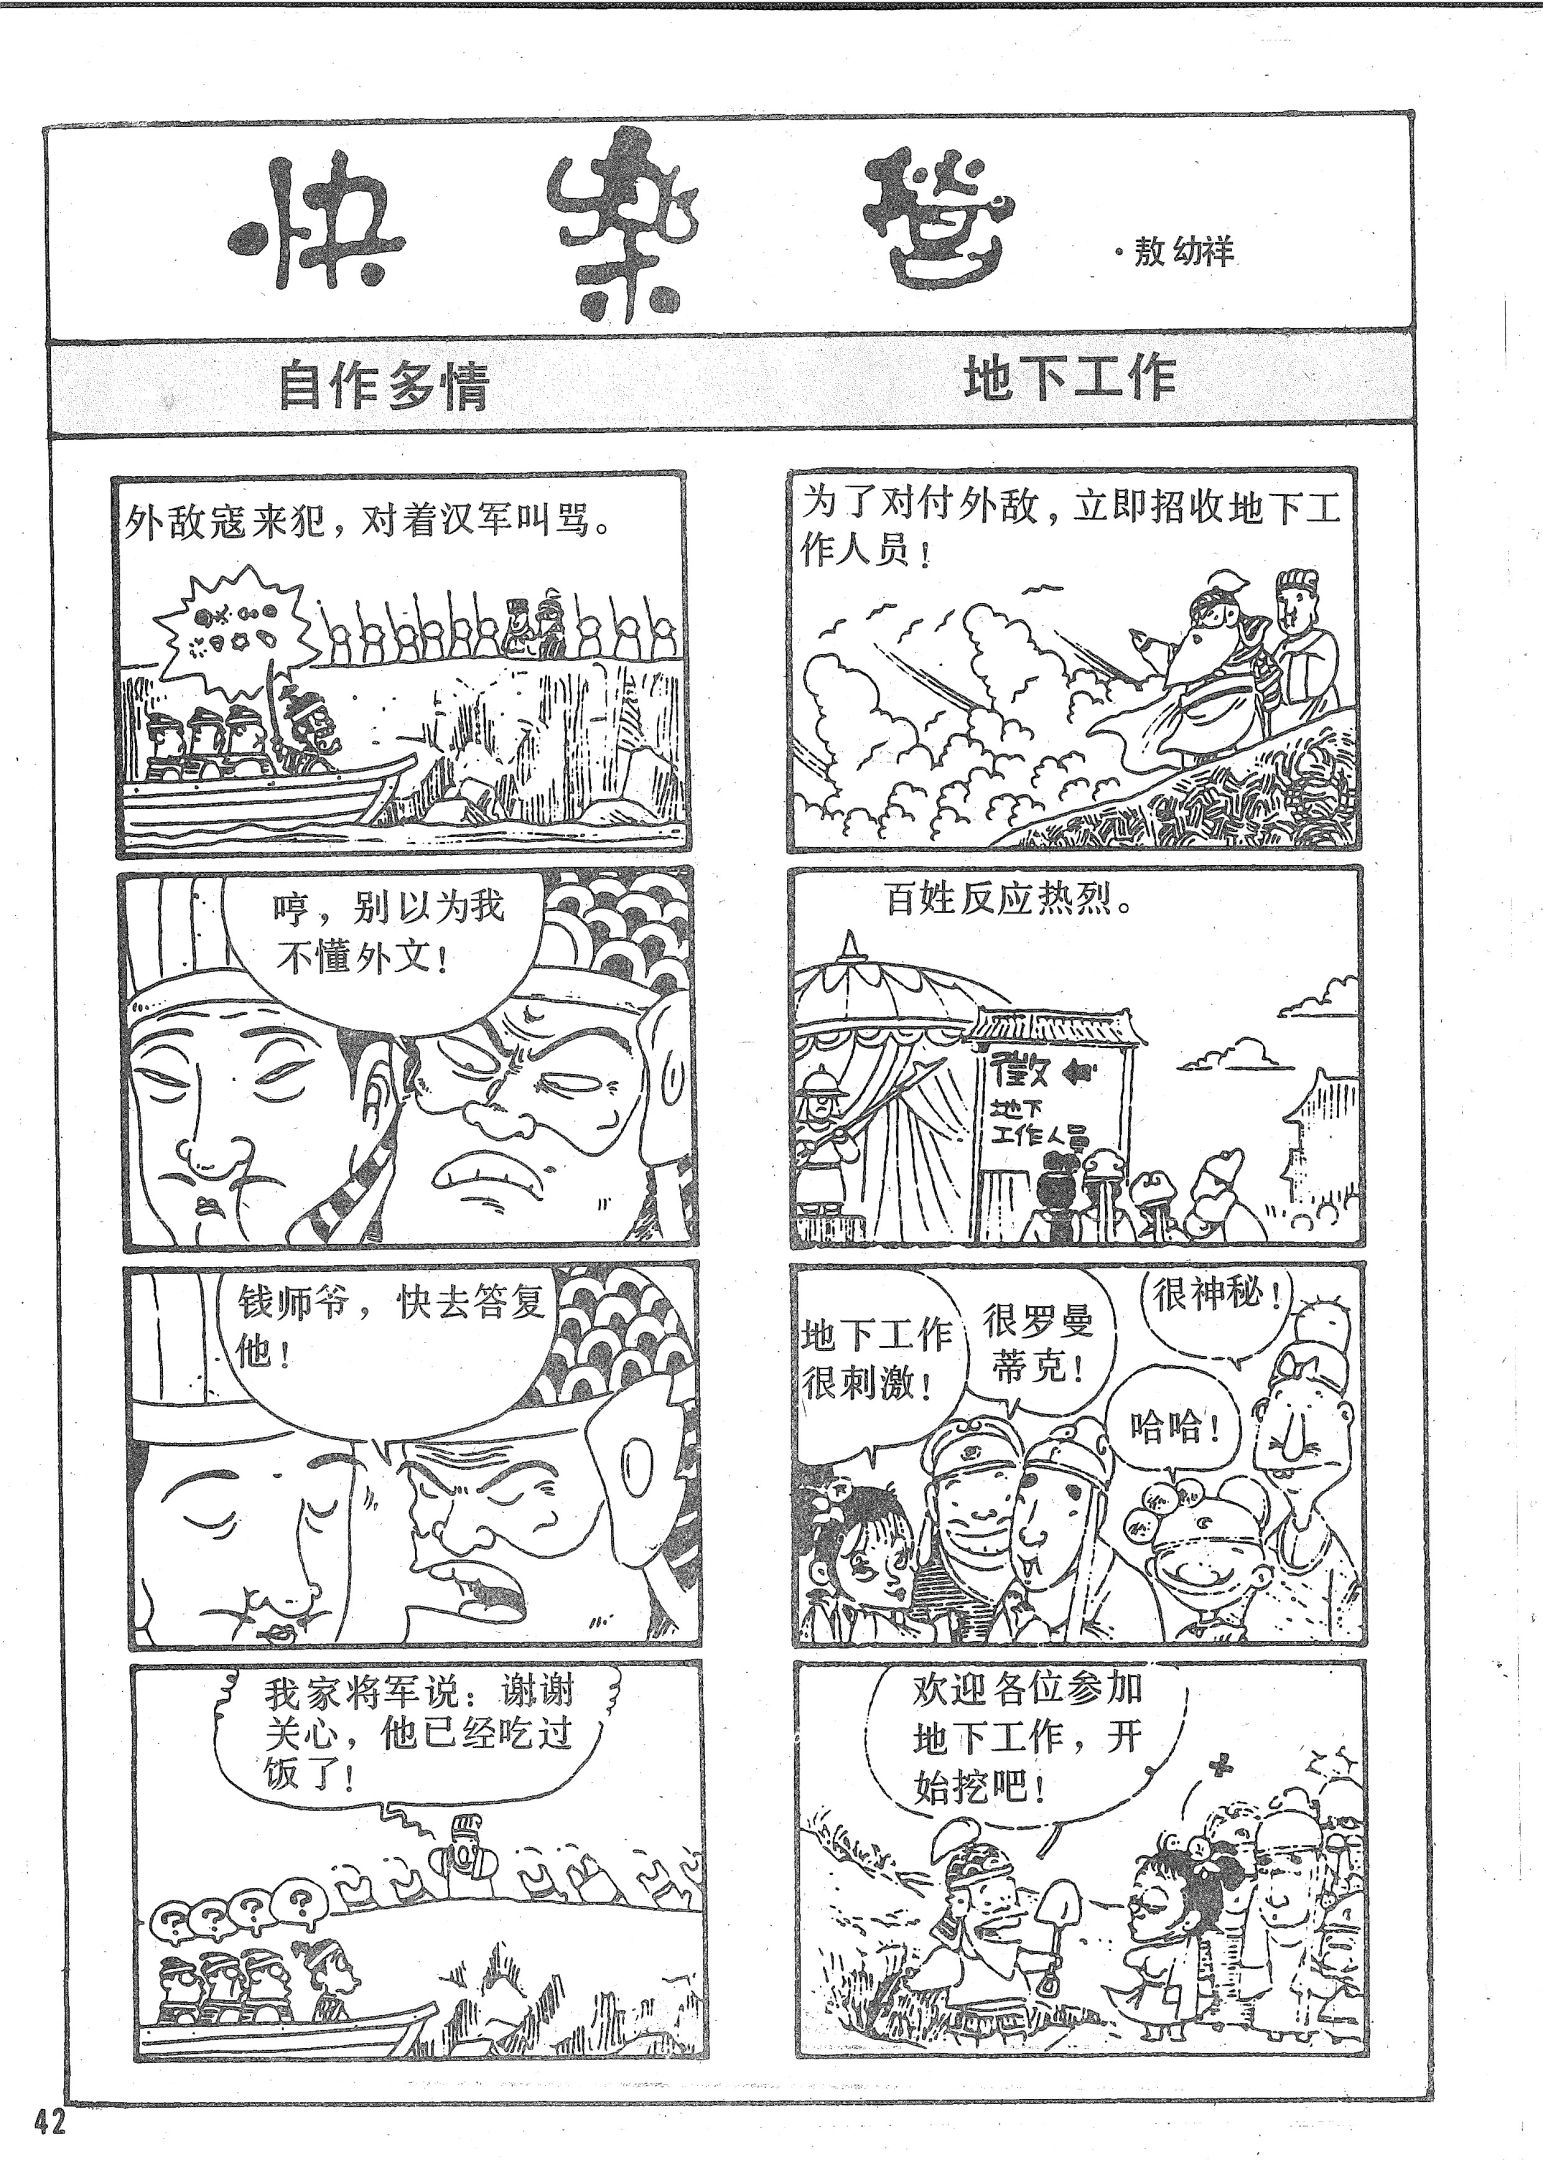 快乐营
·敖幼祥
自作多情
外敌寇来犯，对着汉军叫骂。
哼，别以为我
不懂外文！
钱师爷，快去答复
他！
我家将军说：谢谢
关心，他已经吃过
饭了！
? ? ? ?
地下工作
为了对付外敌，立即招收地下工
作人员！
百姓反应热烈。
徵
地下
工作人员
地下工作
很刺激！
很罗曼
蒂克！
很神秘！
哈哈！
欢迎各位参加
地下工作，开
始挖吧！
42